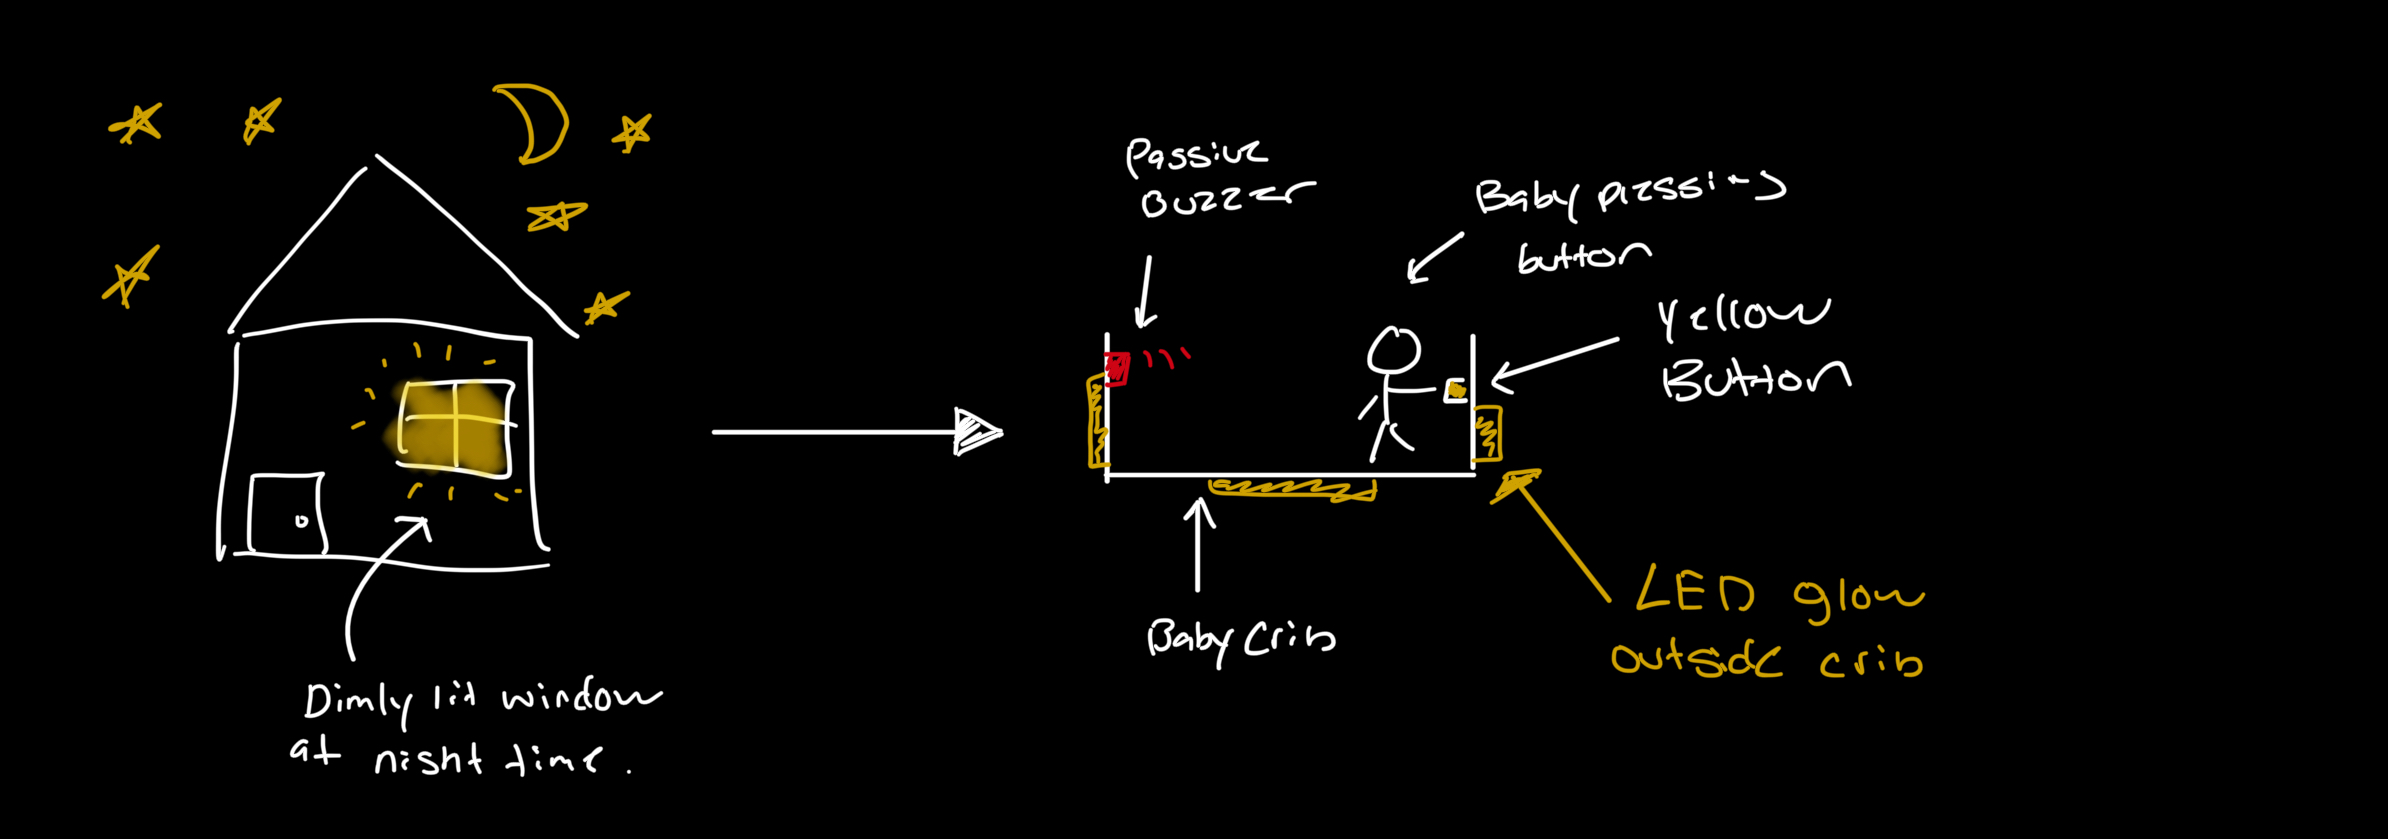 Passive
Buzzer
Baby pressing
button
Yellow
Button
Dimly lit window
at night time.
Baby Crib
LED glow
outside crib